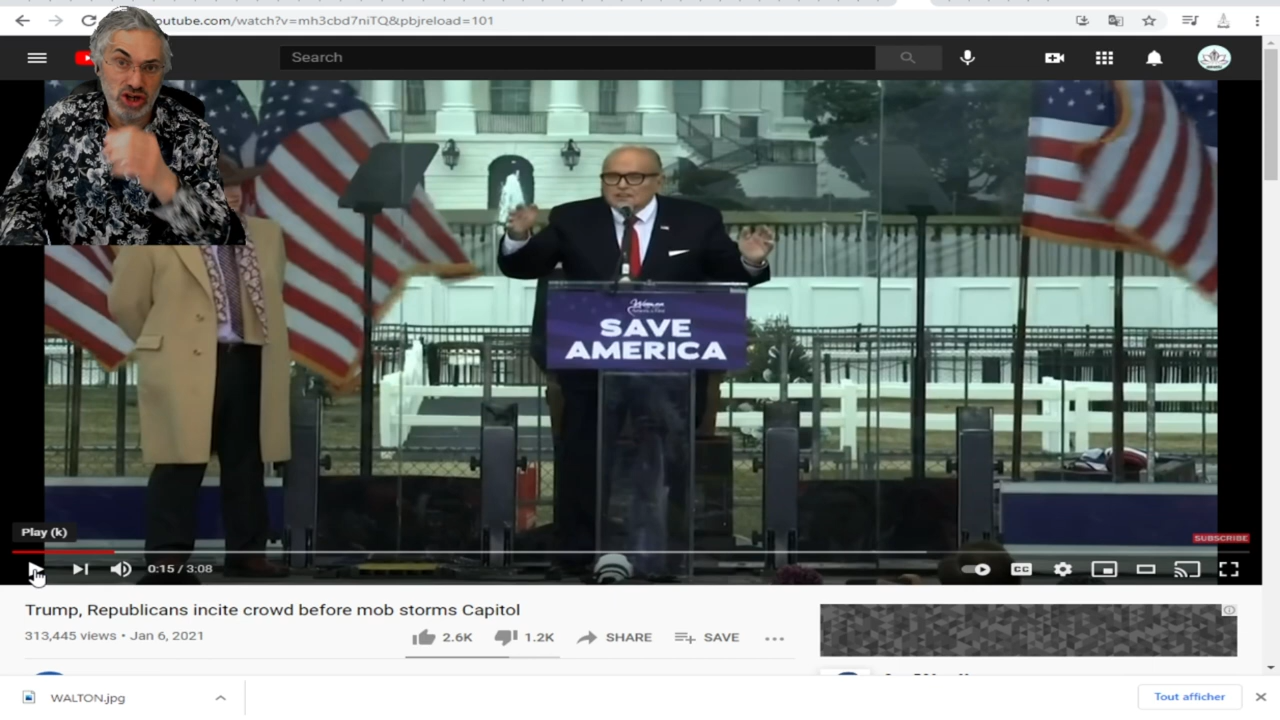 outube.com/watch?v=mh3cbd7niTQ&pbjreload=101
Search
SAVE
AMERICA
Play (k)
SUBSCRIBE
0:15 / 3:08
CC
Trump, Republicans incite crowd before mob storms Capitol
313,445 views • Jan 6, 2021
2.6K
1.2K
SHARE
SAVE
WALTON.jpg
Tout afficher